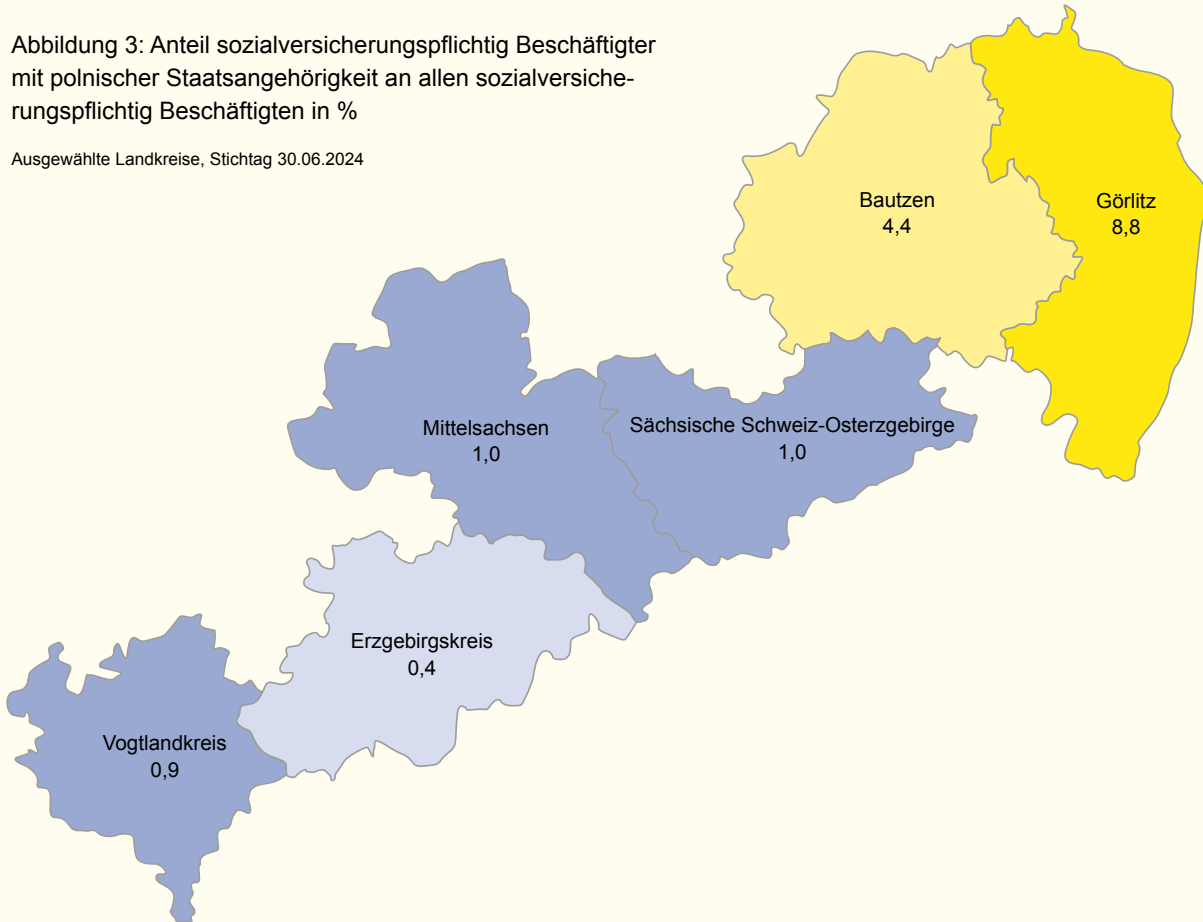 Abbildung 3: Anteil sozialversicherungspflichtig Beschäftigter
mit polnischer Staatsangehörigkeit an allen sozialversiche-
rungspflichtig Beschäftigten in %
Ausgewählte Landkreise, Stichtag 30.06.2024
Bautzen
4,4
Görlitz
8,8
Mittelsachsen
1,0
Sächsische Schweiz-Osterzgebirge
1,0
Erzgebirgskreis
0,4
Vogtlandkreis
0,9